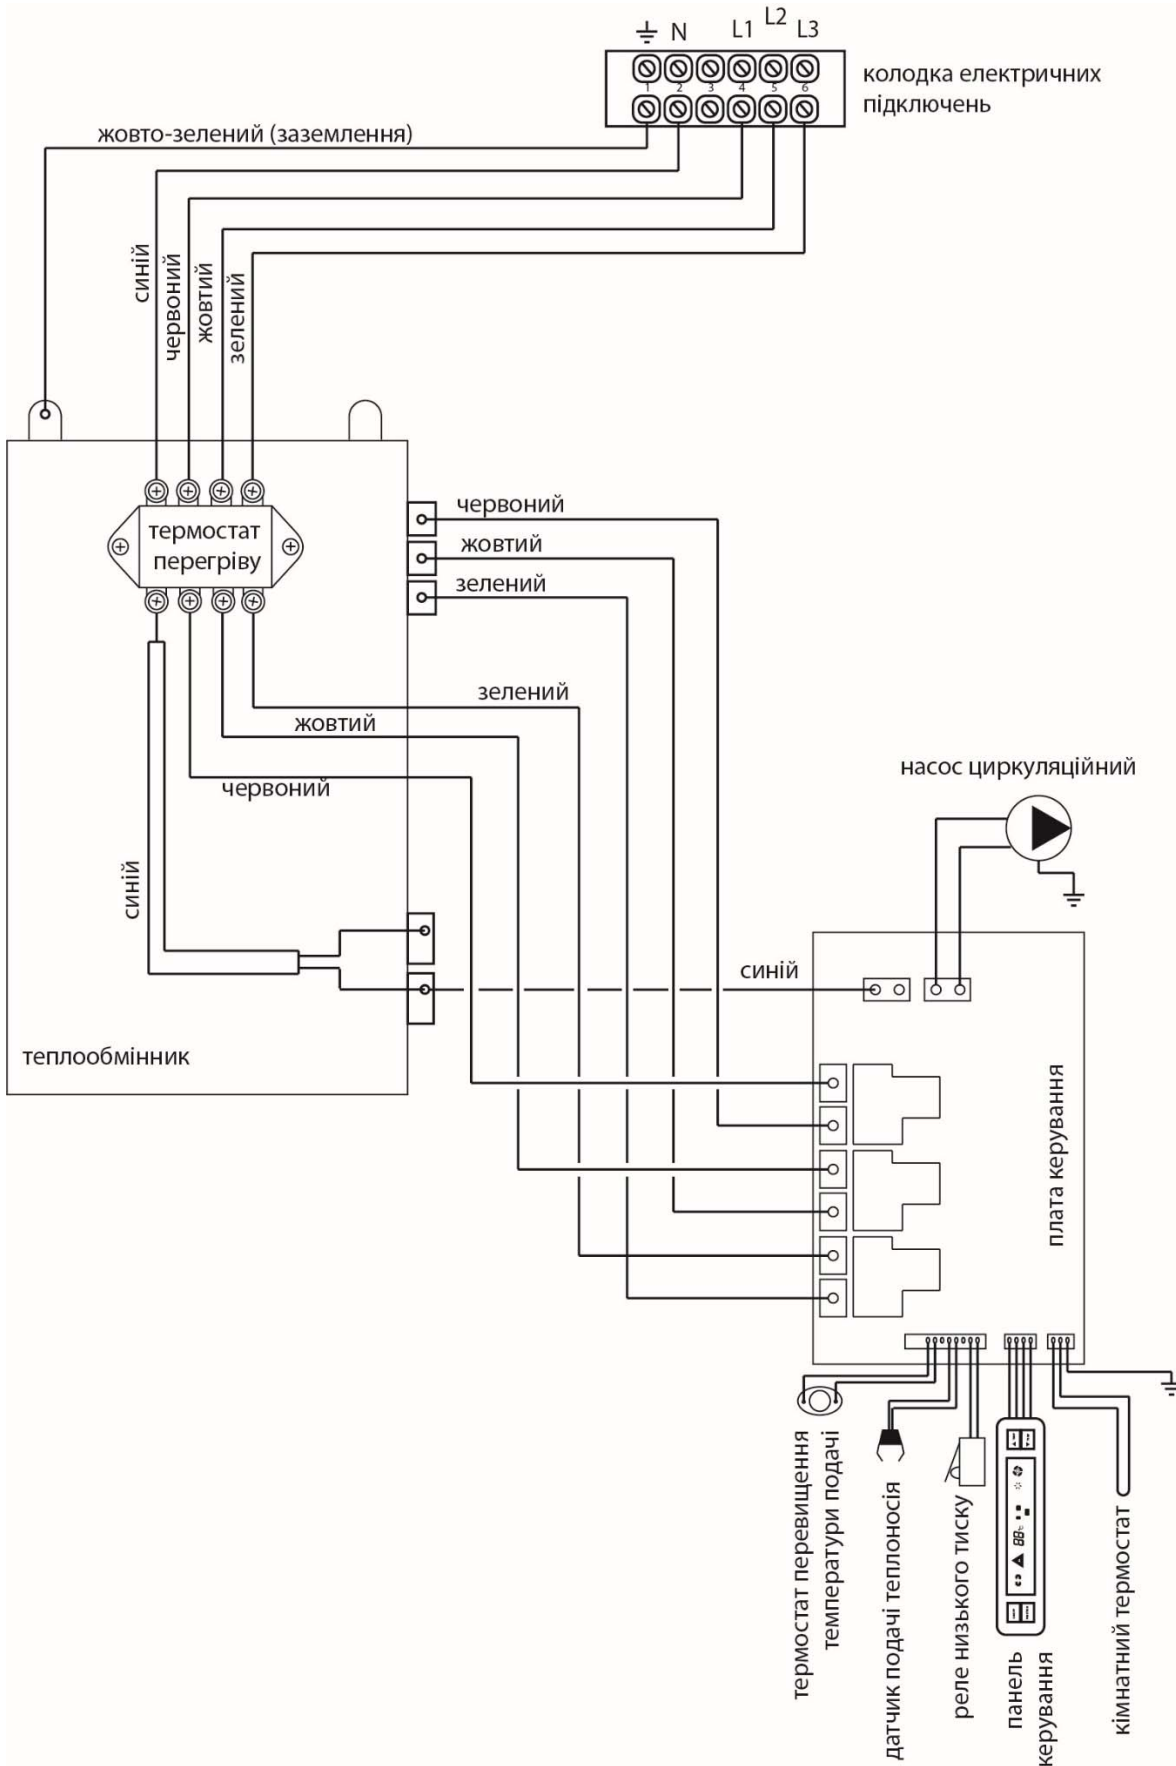 N L1 L2 L3
1 2 3 4 5 6
колодка електричних
підключень
жовто-зелений (заземлення)
синій
червоний
жовтий
зелений
термостат
перегріву
червоний
жовтий
зелений
зелений
жовтий
червоний
синій
теплообмінник
насос циркуляційний
синій
плата керування
термостат перевищення
температури подачі
датчик подачі теплоносія
реле низького тиску
88
панель
керування
кімнатний термостат